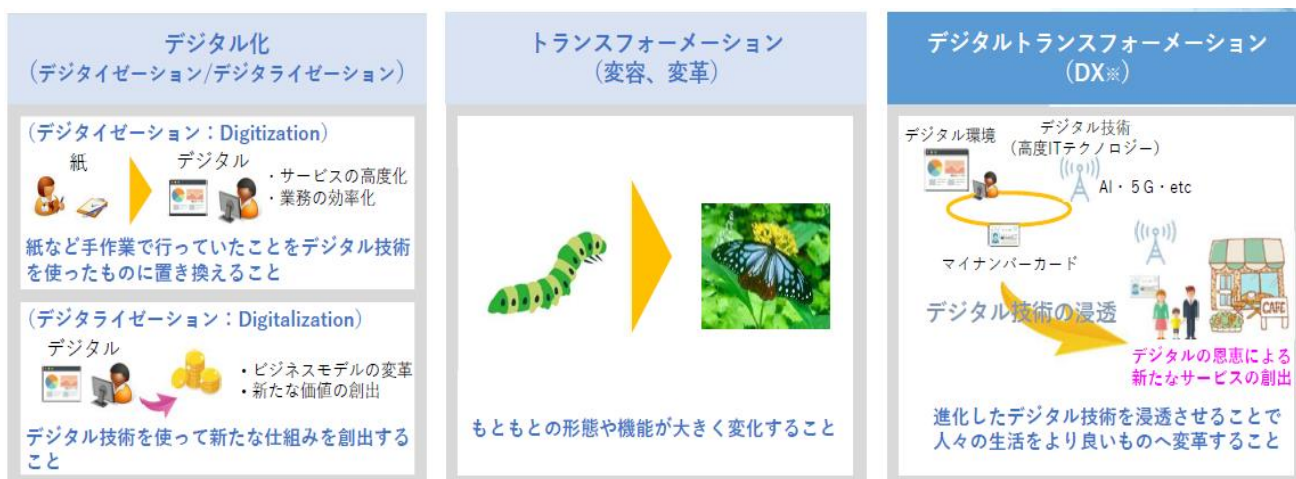 デジタル化
(デジタイゼーション/デジタライゼーション)
(デジタイゼーション：Digitization)
紙
デジタル
・サービスの高度化
・業務の効率化
紙など手作業で行っていたことをデジタル技術
を使ったものに置き換えること
(デジタライゼーション：Digitalization)
デジタル
・ビジネスモデルの変革
・新たな価値の創出
デジタル技術を使って新たな仕組みを創出する
こと
トランスフォーメーション
(変容、変革)
もともとの形態や機能が大きく変化すること
デジタルトランスフォーメーション
(DX※)
デジタル環境
デジタル技術
(高度ITテクノロジー)
AI・５G・etc
マイナンバーカード
デジタル技術の浸透
CAFE
デジタルの恩恵による
新たなサービスの創出
進化したデジタル技術を浸透させることで
人々の生活をより良いものへ変革すること